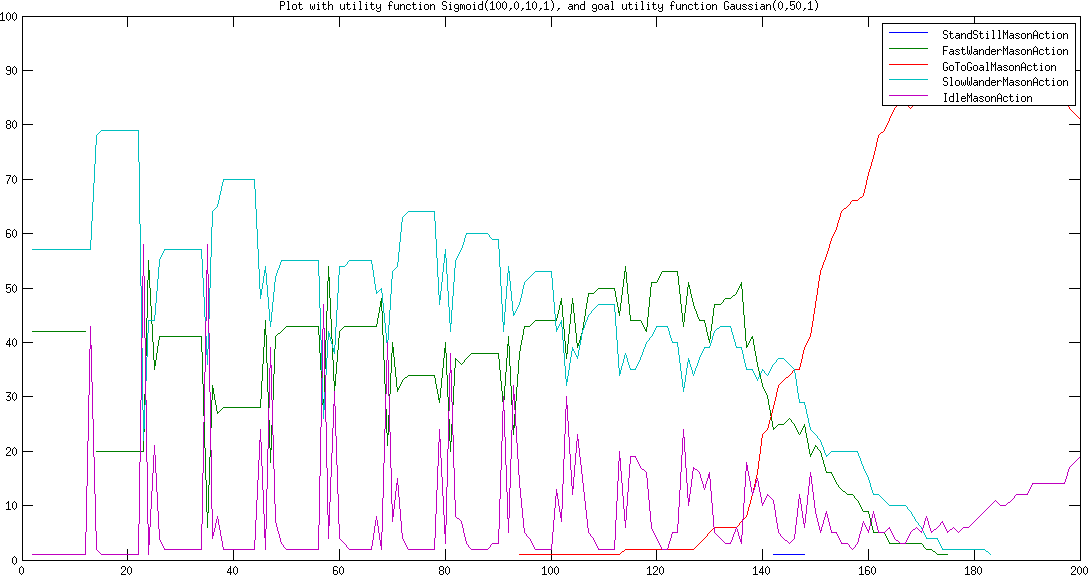 Plot with utility function Sigmoid(100,0,10,1), and goal utility function Gaussian(0,50,1)
100
90
80
70
60
50
40
30
20
10
0
StandStillMasonAction
FastWanderMasonAction
GoToGoalMasonAction
SlowWanderMasonAction
IdleMasonAction
0 20 40 60 80 100 120 140 160 180 200